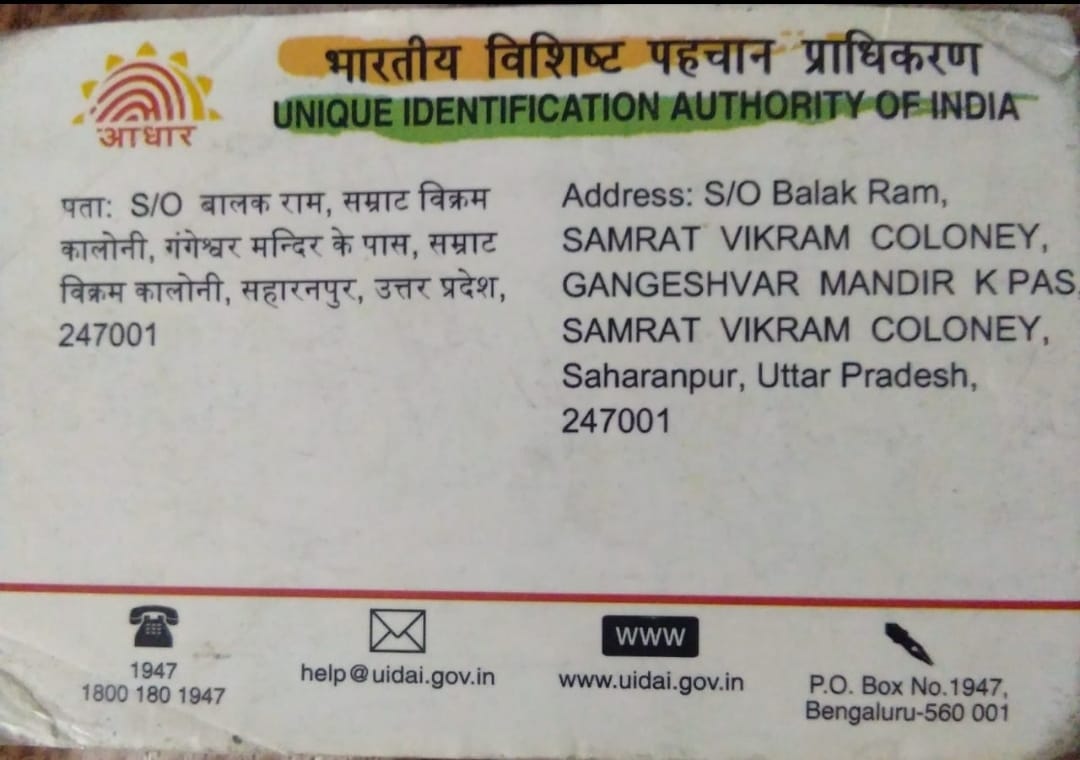 भारतीय विशिष्ट पहचान प्राधिकरण
UNIQUE IDENTIFICATION AUTHORITY OF INDIA
आधार
पता: S/O बालक राम, सम्राट विक्रम
कालोनी, गंगेश्वर मन्दिर के पास, सम्राट
विक्रम कालोनी, सहारनपुर, उत्तर प्रदेश,
247001
Address: S/O Balak Ram,
SAMRAT VIKRAM COLONEY,
GANGESHVAR MANDIR K PAS,
SAMRAT VIKRAM COLONEY,
Saharanpur, Uttar Pradesh,
247001
1947
1800 180 1947
help@uidai.gov.in
WWW
www.uidai.gov.in
P.O. Box No.1947,
Bengaluru-560 001